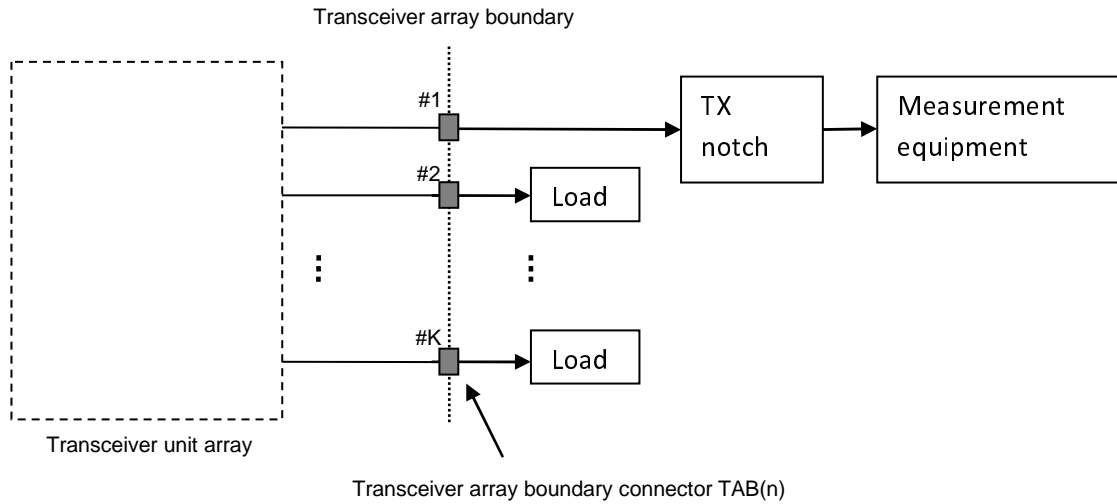 Transceiver array boundary
#1
TX
notch
Measurement
equipment
#2
Load
#K
Load
Transceiver unit array
Transceiver array boundary connector TAB(n)